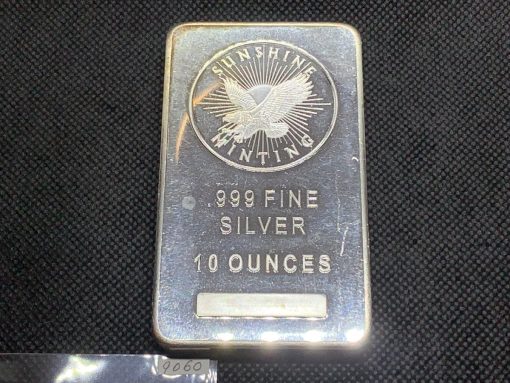 SUNSHINE
MINTING
.999 FINE
SILVER
10 OUNCES
9060